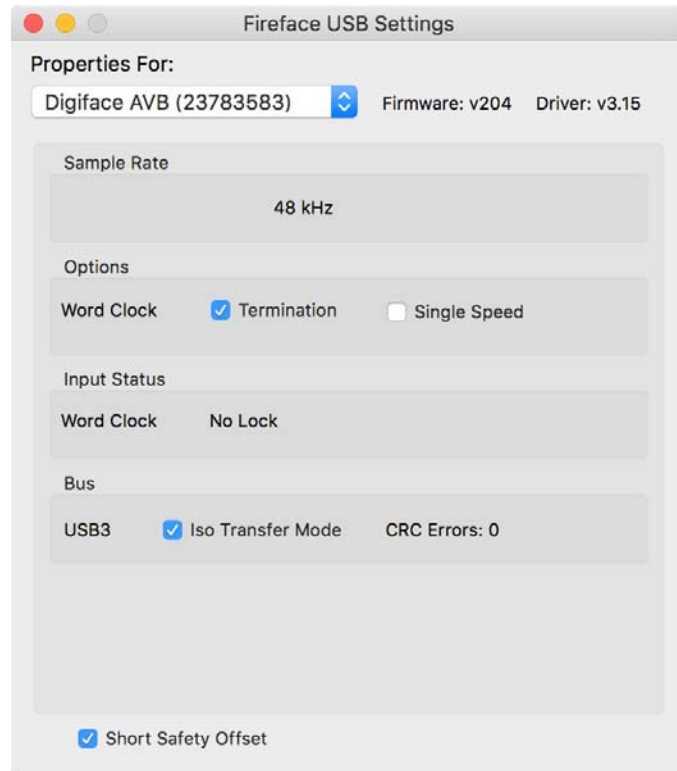 Fireface USB Settings
Properties For:
Digiface AVB (23783583) Firmware: v204 Driver: v3.15
Sample Rate
48 kHz
Options
Word Clock Termination Single Speed
Input Status
Word Clock No Lock
Bus
USB3 Iso Transfer Mode CRC Errors: 0
Short Safety Offset